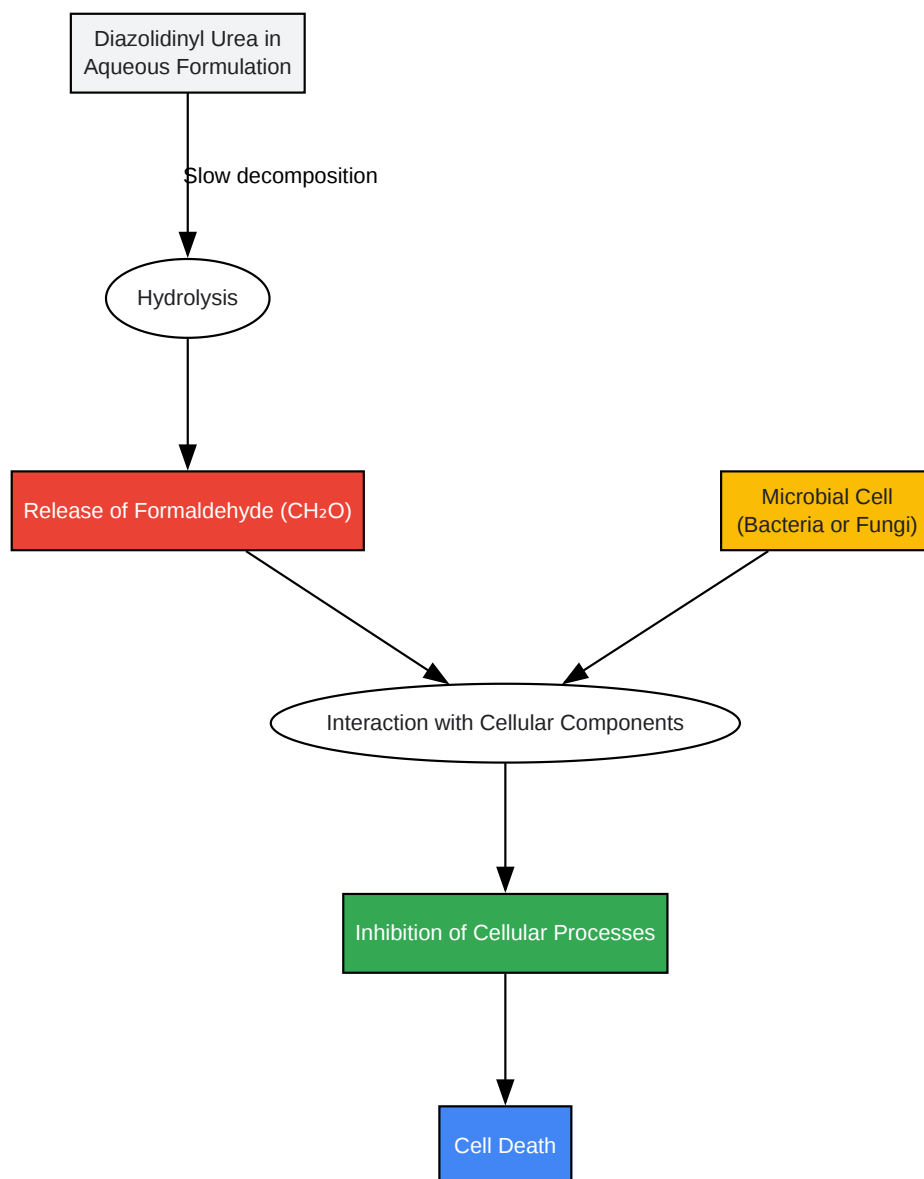 Diazolidinyl Urea in
Aqueous Formulation
Slow decomposition
Hydrolysis
Release of Formaldehyde (CH₂O)
Microbial Cell
(Bacteria or Fungi)
Interaction with Cellular Components
Inhibition of Cellular Processes
Cell Death